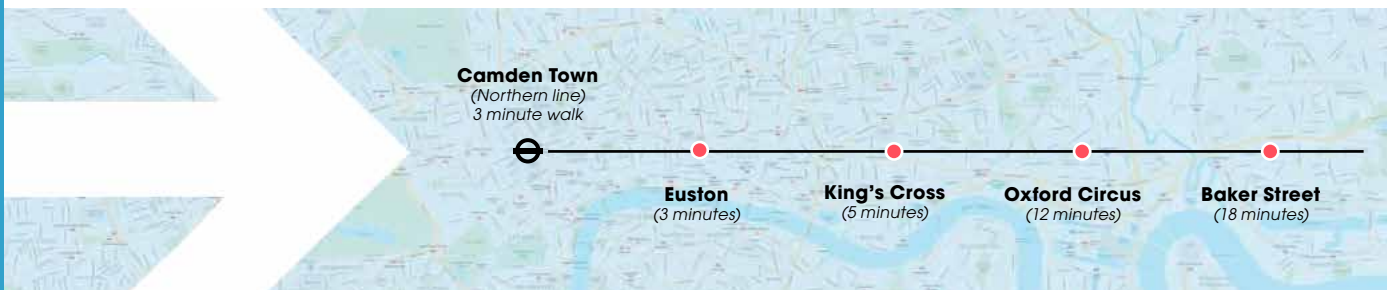 Camden Town
(Northern line)
3 minute walk
Euston
(3 minutes)
King's Cross
(5 minutes)
Oxford Circus
(12 minutes)
Baker Street
(18 minutes)